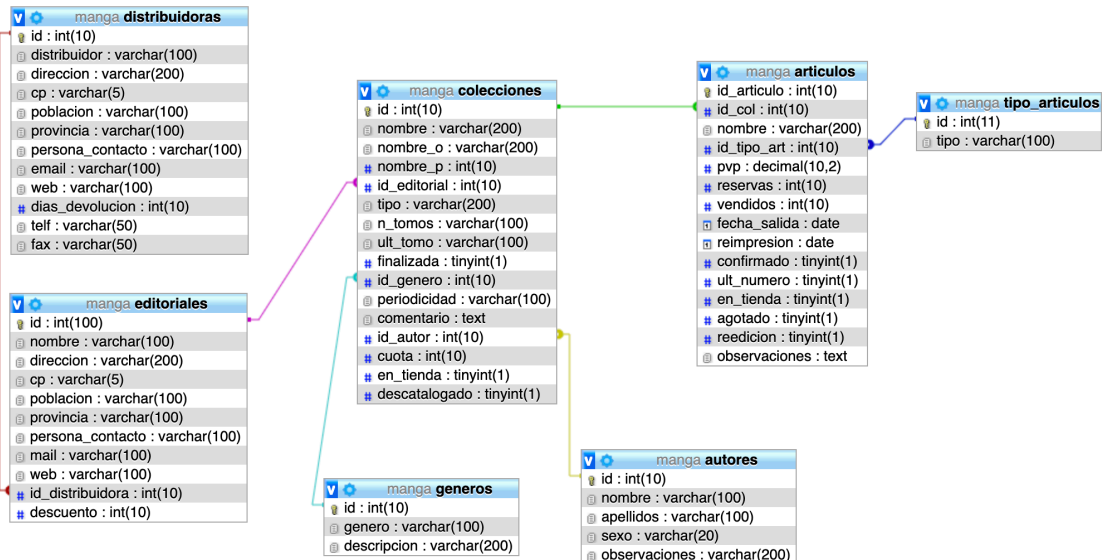 manga distribuidoras
id : int(10)
distribuidor : varchar(100)
direccion : varchar(200)
cp : varchar(5)
poblacion : varchar(100)
provincia : varchar(100)
persona_contacto : varchar(100)
email : varchar(100)
web : varchar(100)
dias_devolucion : int(10)
telf : varchar(50)
fax : varchar(50)
manga editoriales
id : int(100)
nombre : varchar(100)
direccion : varchar(200)
cp : varchar(5)
poblacion : varchar(100)
provincia : varchar(100)
persona_contacto : varchar(100)
mail : varchar(100)
web : varchar(100)
id_distribuidora : int(10)
descuento : int(10)
manga colecciones
id : int(10)
nombre : varchar(200)
nombre_o : varchar(200)
nombre_p : int(10)
id_editorial : int(10)
tipo : varchar(200)
n_tomos : varchar(100)
ult_tomo : varchar(100)
finalizada : tinyint(1)
id_genero : int(10)
periodicidad : varchar(100)
comentario : text
id_autor : int(10)
cuota : int(10)
en_tienda : tinyint(1)
descatalogado : tinyint(1)
manga generos
id : int(10)
genero : varchar(100)
descripcion : varchar(200)
manga articulos
id_articulo : int(10)
id_col : int(10)
nombre : varchar(200)
id_tipo_art : int(10)
pvp : decimal(10,2)
reservas : int(10)
vendidos : int(10)
fecha_salida : date
reimpresion : date
confirmado : tinyint(1)
ult_numero : tinyint(1)
en_tienda : tinyint(1)
agotado : tinyint(1)
reedicion : tinyint(1)
observaciones : text
manga tipo_articulos
id : int(11)
tipo : varchar(100)
manga autores
id : int(10)
nombre : varchar(100)
apellidos : varchar(100)
sexo : varchar(20)
observaciones : varchar(200)